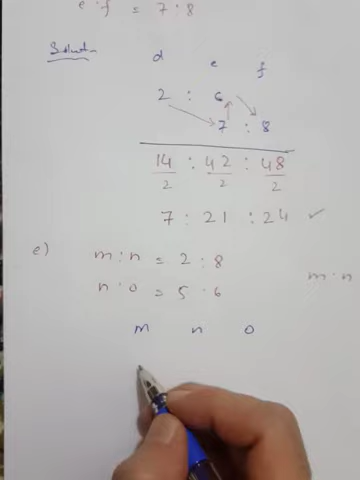 e : f = 7 : 8
Solut
d e f
2 : 6
7 : 8
14 : 42 : 48
2 2 2
7 : 21 : 24 ✓
e) m : n = 2 : 8
m : n
n : o = 5 : 6
m n o